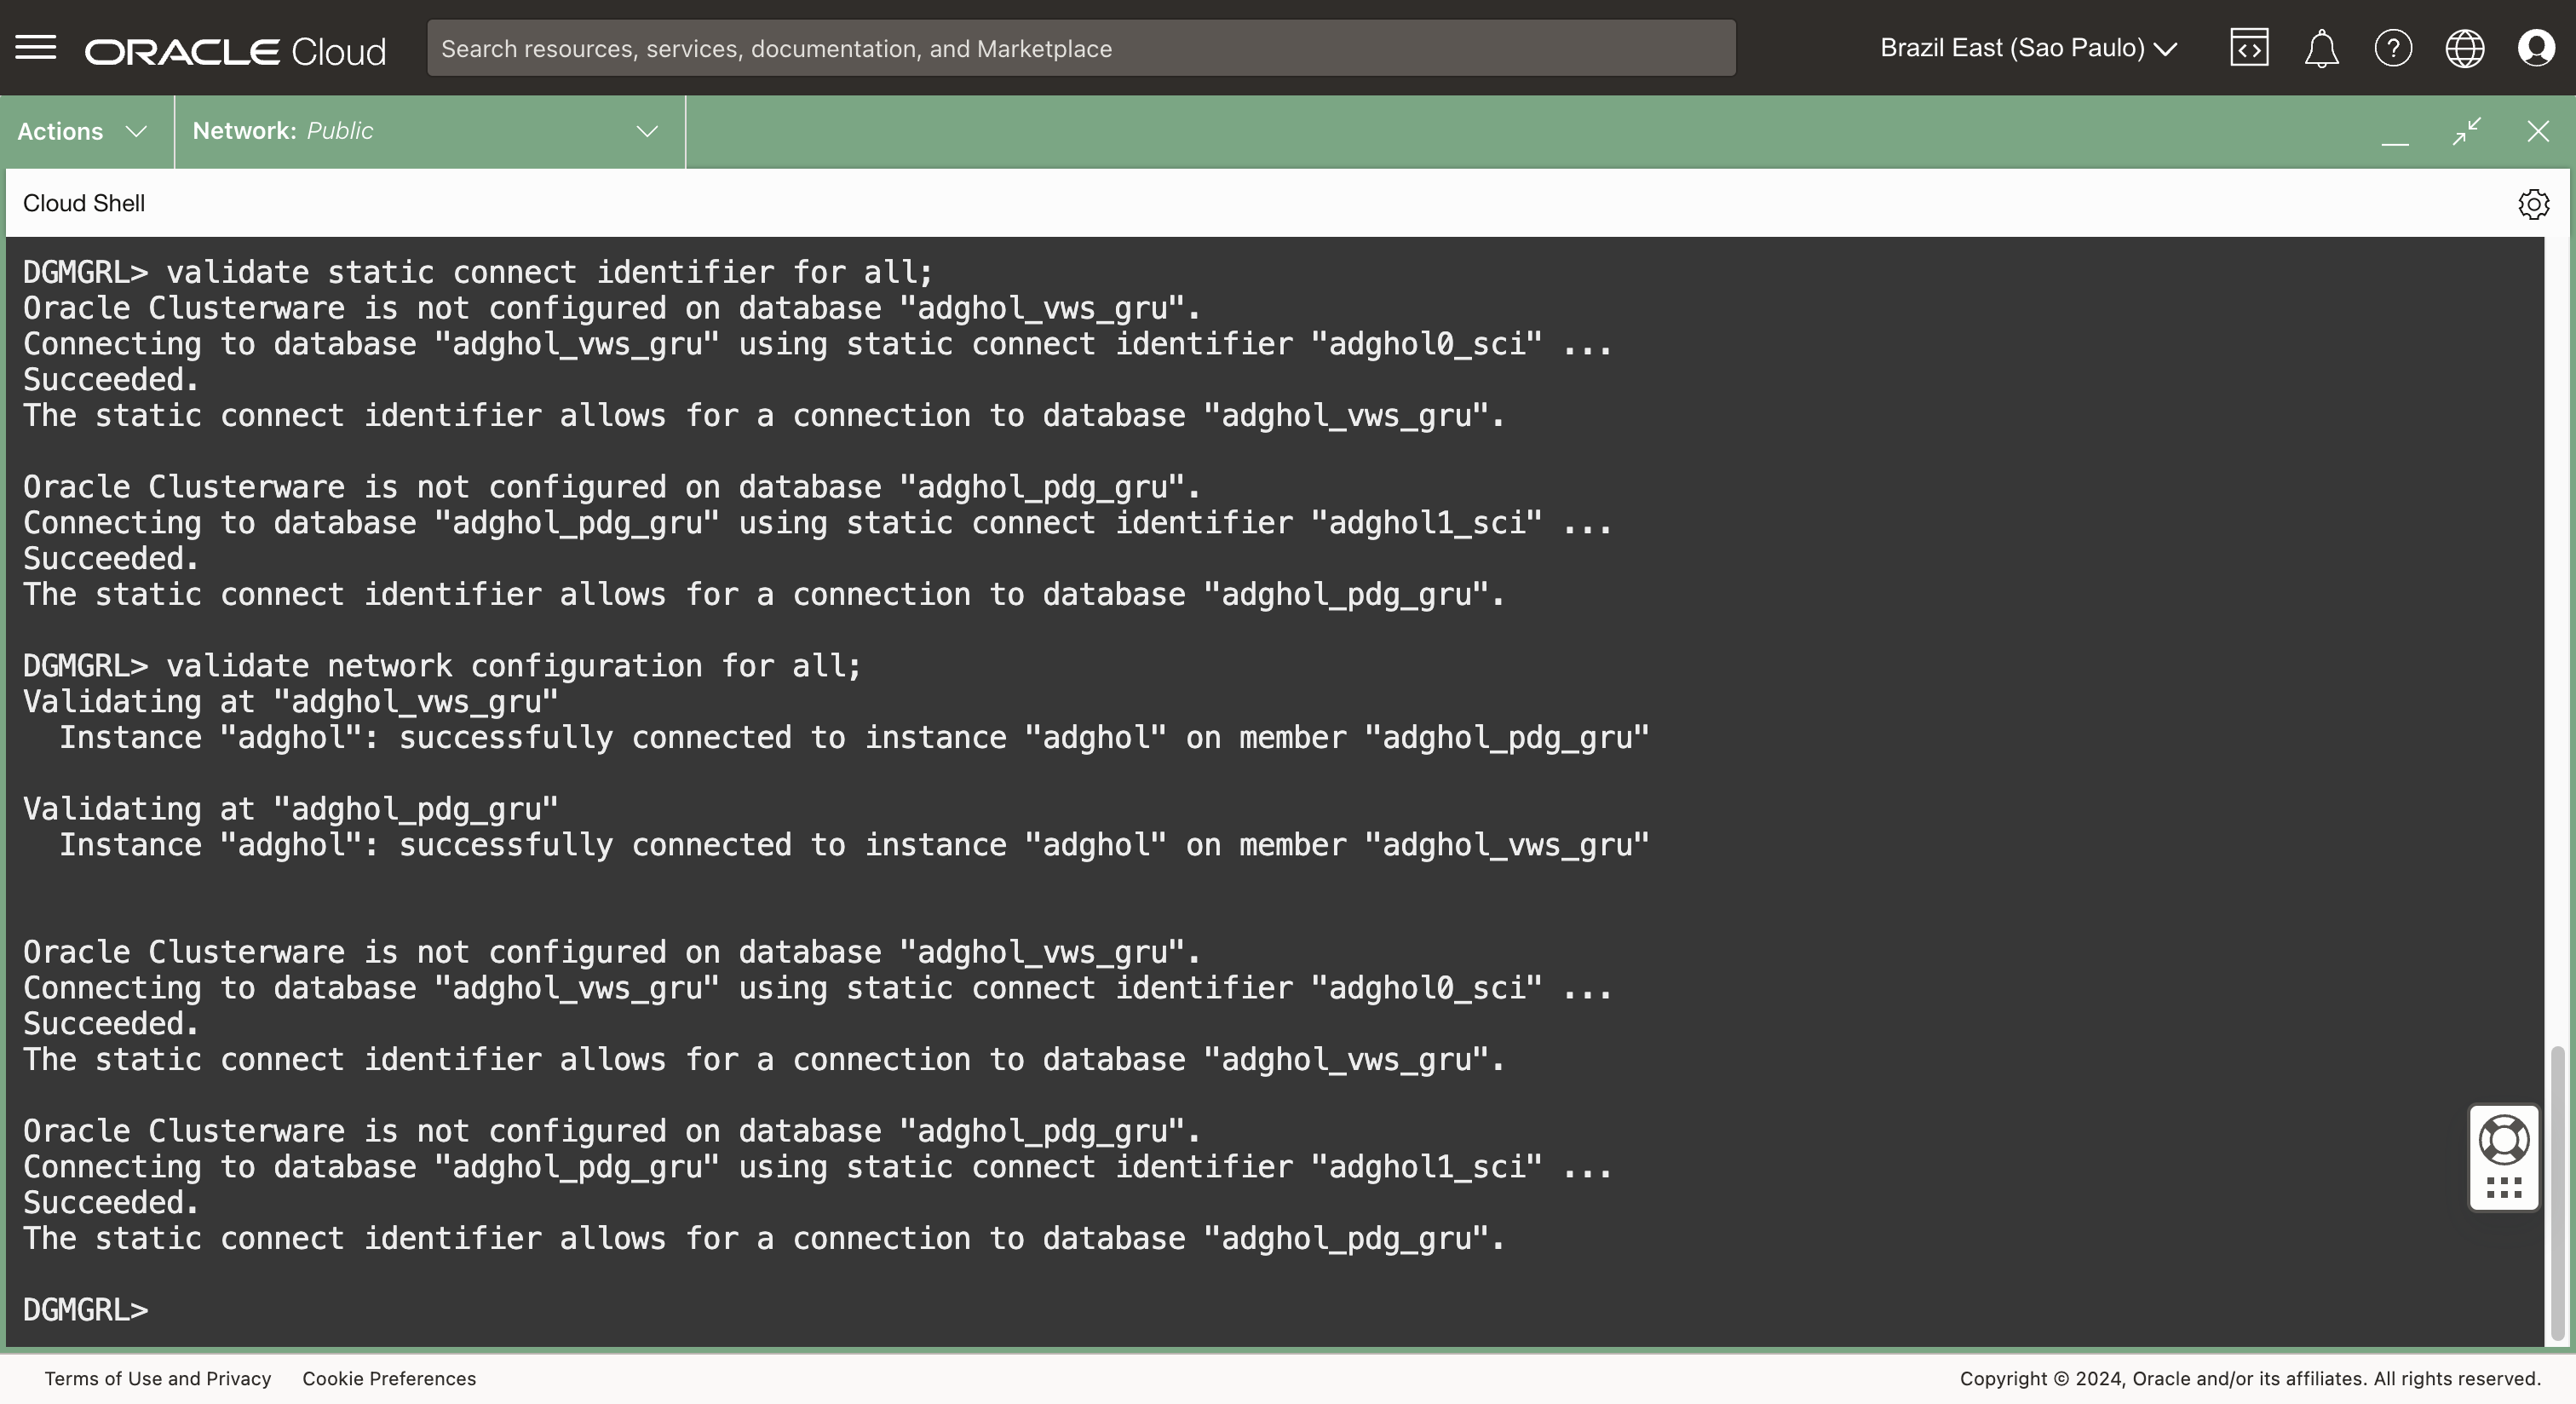 ORACLE Cloud
Search resources, services, documentation, and Marketplace
Brazil East (Sao Paulo)
Actions
Network: Public
Cloud Shell
DGMGRL> validate static connect identifier for all;
Oracle Clusterware is not configured on database "adghol_vws_gru".
Connecting to database "adghol_vws_gru" using static connect identifier "adghol0_sci" ...
Succeeded.
The static connect identifier allows for a connection to database "adghol_vws_gru".
Oracle Clusterware is not configured on database "adghol_pdg_gru".
Connecting to database "adghol_pdg_gru" using static connect identifier "adghol1_sci" ...
Succeeded.
The static connect identifier allows for a connection to database "adghol_pdg_gru".
DGMGRL> validate network configuration for all;
Validating at "adghol_vws_gru"
  Instance "adghol": successfully connected to instance "adghol" on member "adghol_pdg_gru"
Validating at "adghol_pdg_gru"
  Instance "adghol": successfully connected to instance "adghol" on member "adghol_vws_gru"
Oracle Clusterware is not configured on database "adghol_vws_gru".
Connecting to database "adghol_vws_gru" using static connect identifier "adghol0_sci" ...
Succeeded.
The static connect identifier allows for a connection to database "adghol_vws_gru".
Oracle Clusterware is not configured on database "adghol_pdg_gru".
Connecting to database "adghol_pdg_gru" using static connect identifier "adghol1_sci" ...
Succeeded.
The static connect identifier allows for a connection to database "adghol_pdg_gru".
DGMGRL>
Terms of Use and Privacy
Cookie Preferences
Copyright © 2024, Oracle and/or its affiliates. All rights reserved.